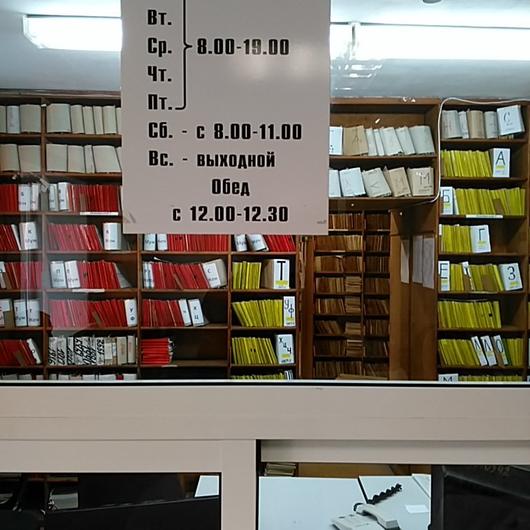 Вт.
Ср. 8.00-19.00
Чт.
Пт.
Сб. - с 8.00-11.00
Вс. - выходной
Обед
с 12.00-12.30
С
А
Б
М
Г
Е
З
Т
С
У Ф
Х Ц Ч
М